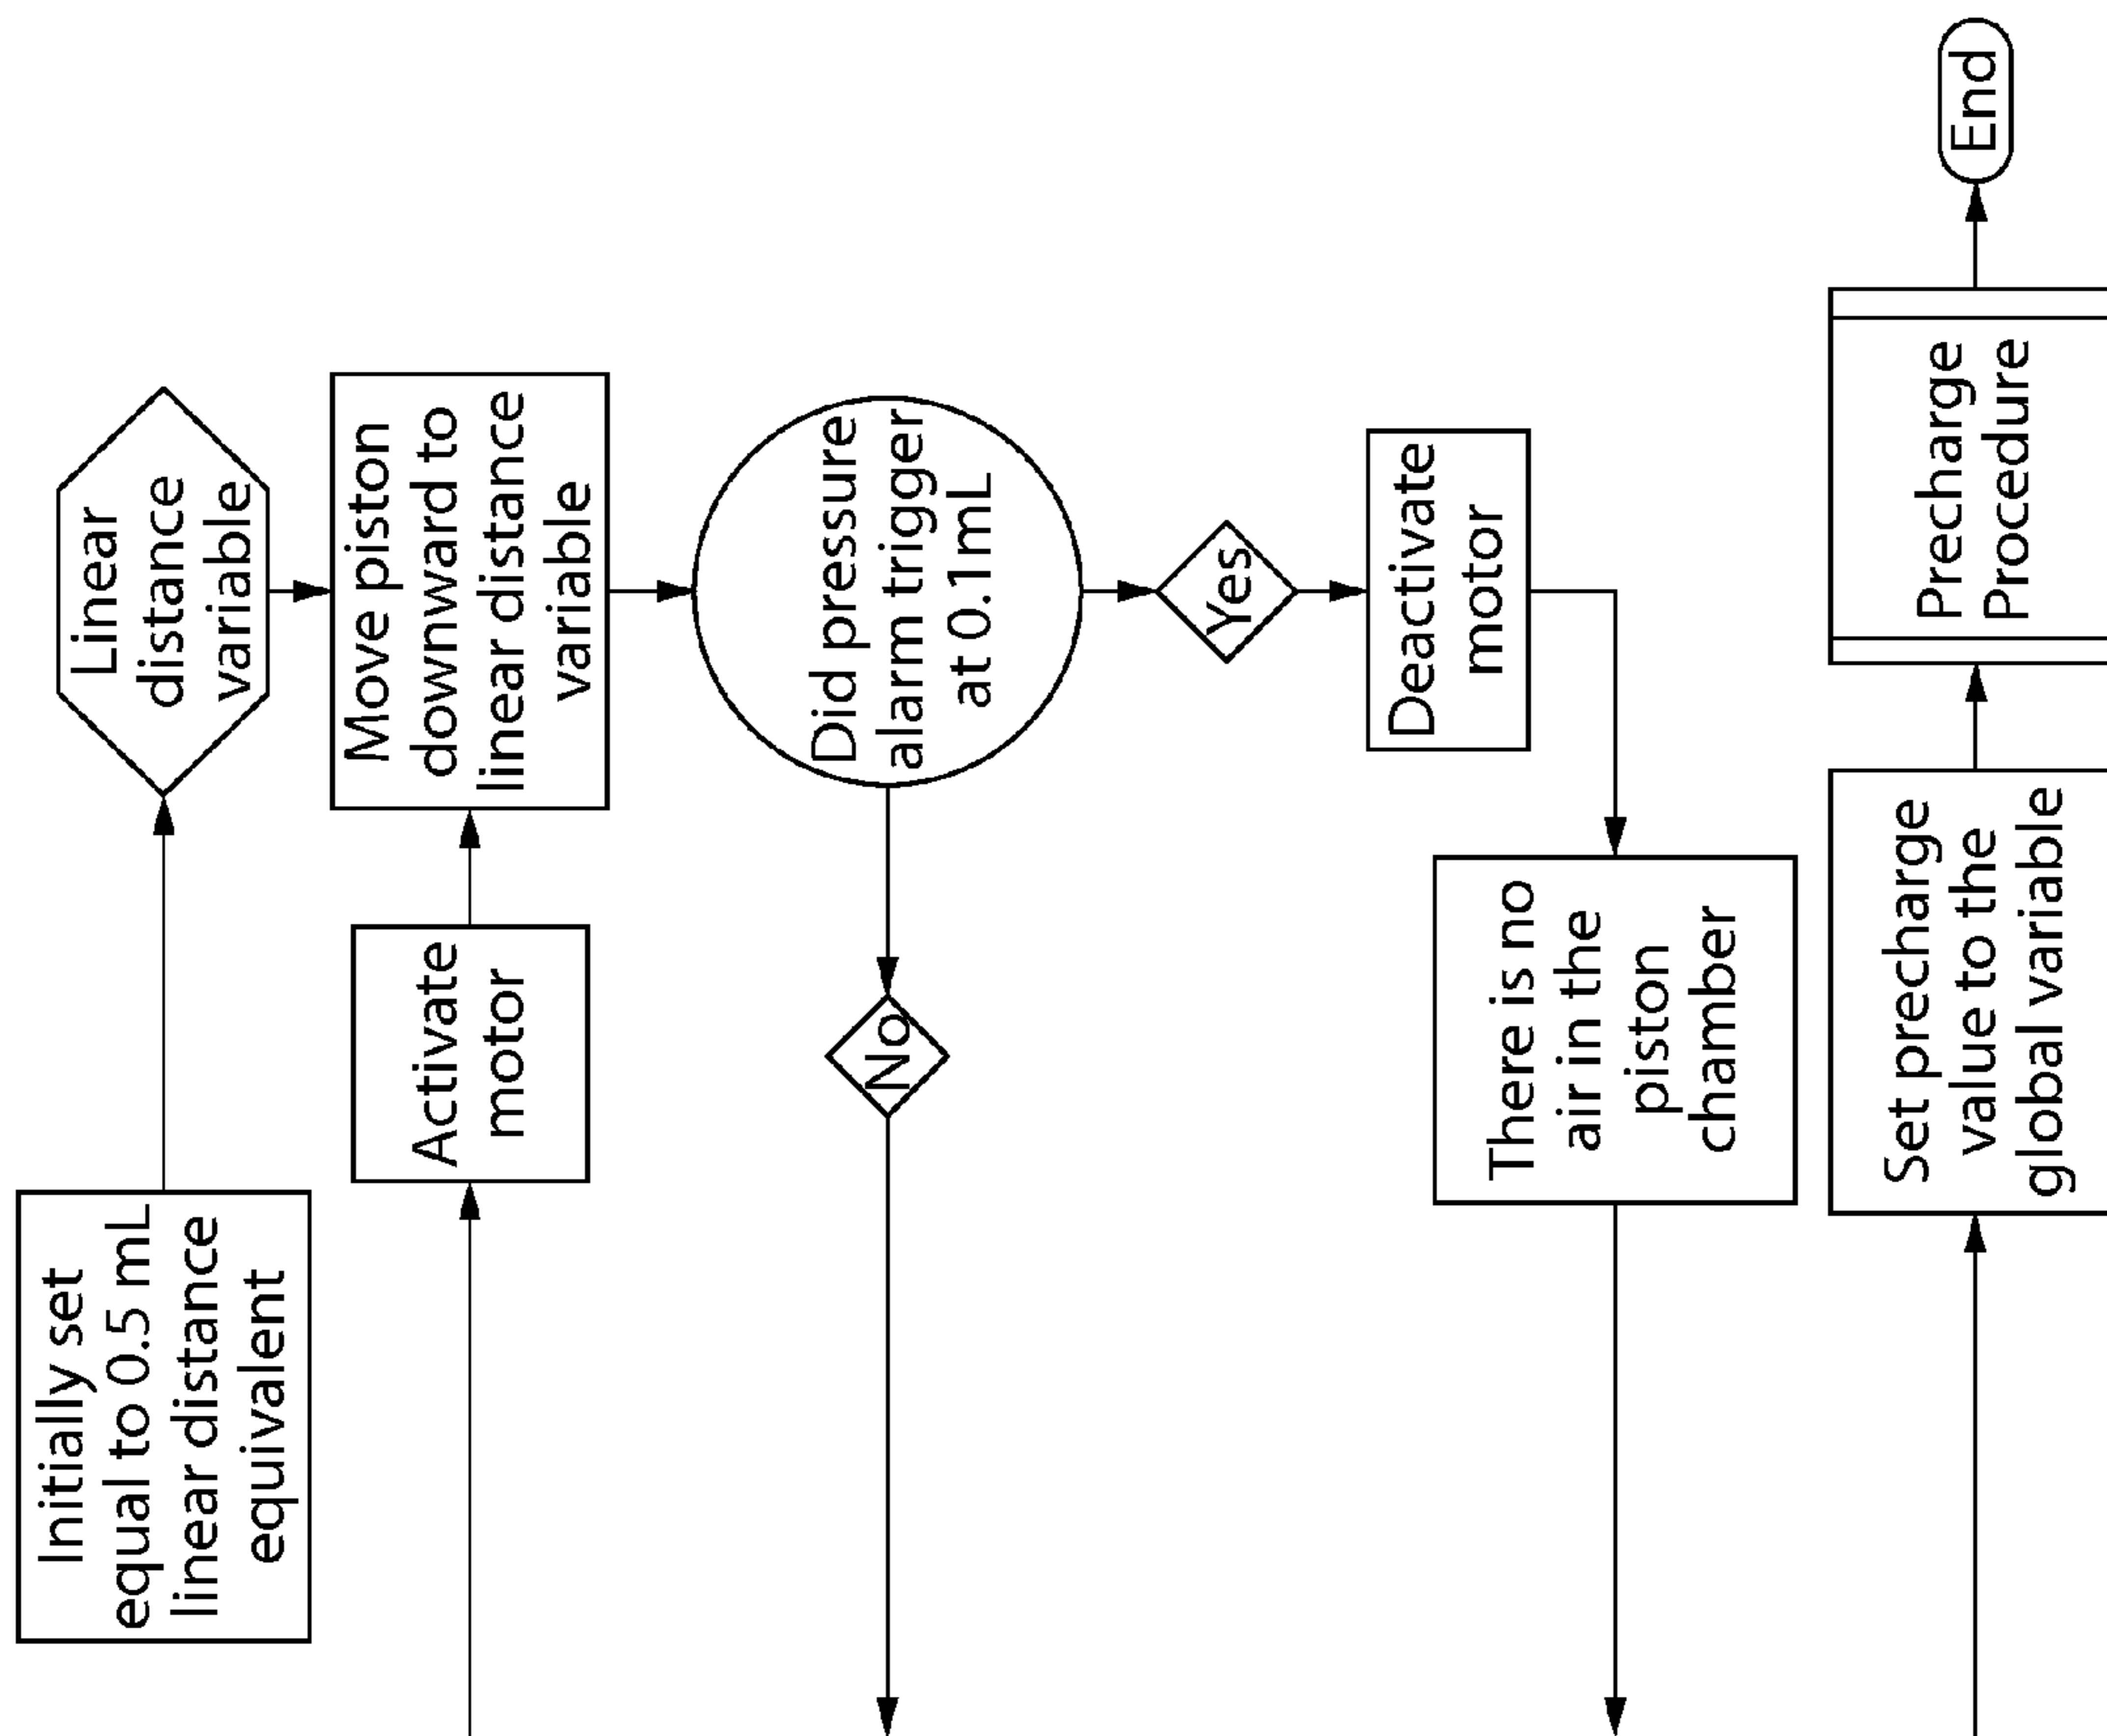 Initially set
equal to 0.5 mL
linear distance
equivalent
Linear
distance
variable
Activate
motor
Move piston
downward to
linear distance
variable
Did pressure
alarm trigger
at 0.1mL
No
Yes
Deactivate
motor
There is no
air in the
piston
chamber
Set precharge
value to the
global variable
Precharge
Procedure
End